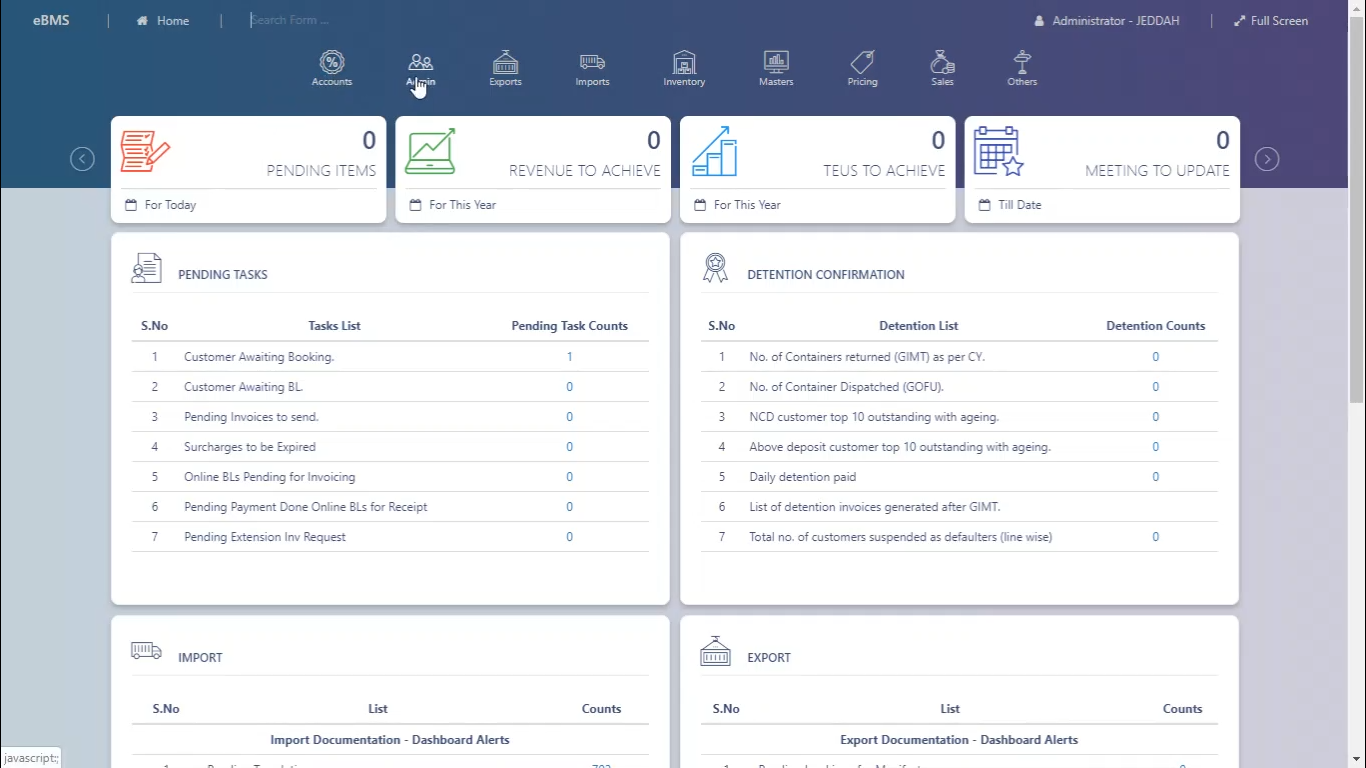 eBMS
Home
Search Form ...
Administrator - JEDDAH
Full Screen
Accounts
Admin
Exports
Imports
Inventory
Masters
Pricing
Sales
Others
0
PENDING ITEMS
For Today
0
REVENUE TO ACHIEVE
For This Year
0
TEUS TO ACHIEVE
For This Year
0
MEETING TO UPDATE
Till Date
PENDING TASKS
S.No Tasks List Pending Task Counts
1 Customer Awaiting Booking. 1
2 Customer Awaiting BL. 0
3 Pending Invoices to send. 0
4 Surcharges to be Expired 0
5 Online BLs Pending for Invoicing 0
6 Pending Payment Done Online BLs for Receipt 0
7 Pending Extension Inv Request 0
DETENTION CONFIRMATION
S.No Detention List Detention Counts
1 No. of Containers returned (GIMT) as per CY. 0
2 No. of Container Dispatched (GOFU). 0
3 NCD customer top 10 outstanding with ageing. 0
4 Above deposit customer top 10 outstanding with ageing. 0
5 Daily detention paid 0
6 List of detention invoices generated after GIMT.
7 Total no. of customers suspended as defaulters (line wise) 0
IMPORT
S.No List Counts
Import Documentation - Dashboard Alerts
EXPORT
S.No List Counts
Export Documentation - Dashboard Alerts
javascript:;